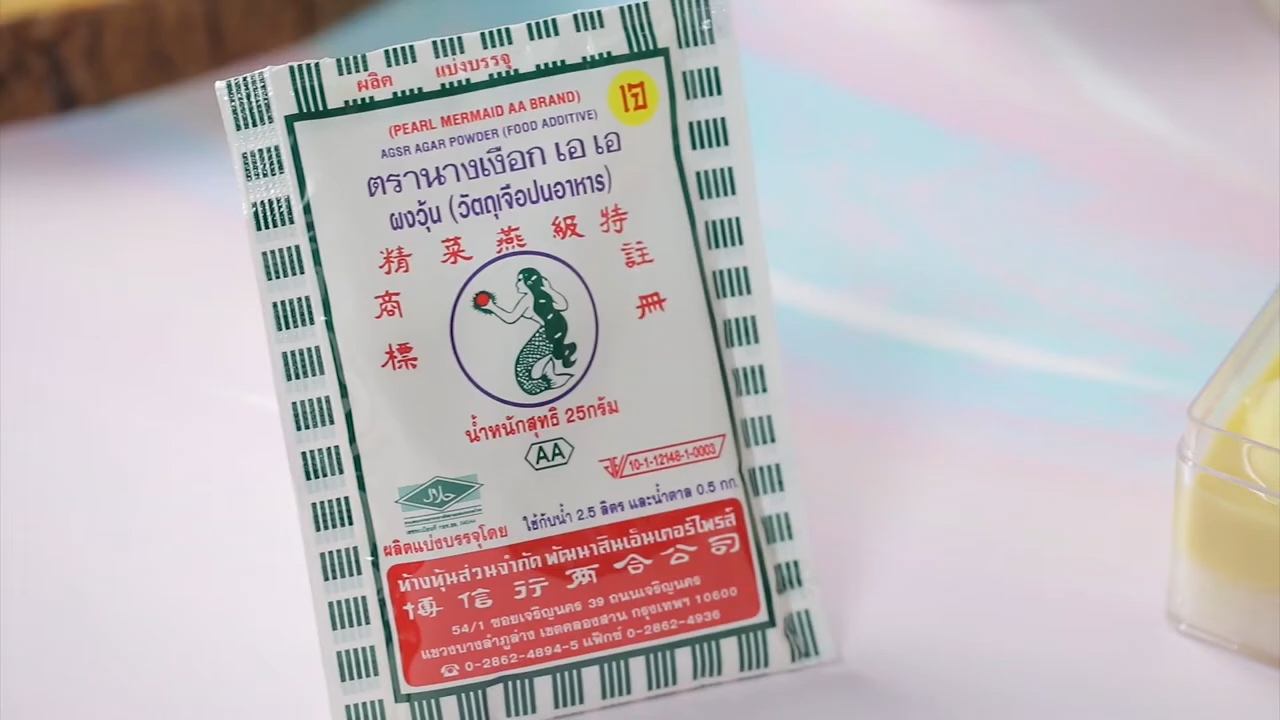 ผลิต แบ่งบรรจุ
เจ
(PEARL MERMAID AA BRAND)
AGSR AGAR POWDER (FOOD ADDITIVE)
ตรานางเงือก เอ เอ
ผงวุ้น (วัตถุเจือปนอาหาร)
精菜燕級特
商 註
標 冊
น้ำหนักสุทธิ 25กรัม
AA
10-1-12148-1-0003
حلال
ใช้กับน้ำ 2.5 ลิตร และน้ำตาล 0.5 กก.
ผลิตแบ่งบรรจุโดย
ห้างหุ้นส่วนจำกัด พัฒนาสินเอ็นเตอร์ไพรส์
博信行兩合公司
54/1 ซอยเจริญนคร 39 ถนนเจริญนคร
แขวงบางลำภูล่าง เขตคลองสาน กรุงเทพฯ 10600
☎ 0-2862-4894-5 แฟ๊กซ์ 0-2862-4936